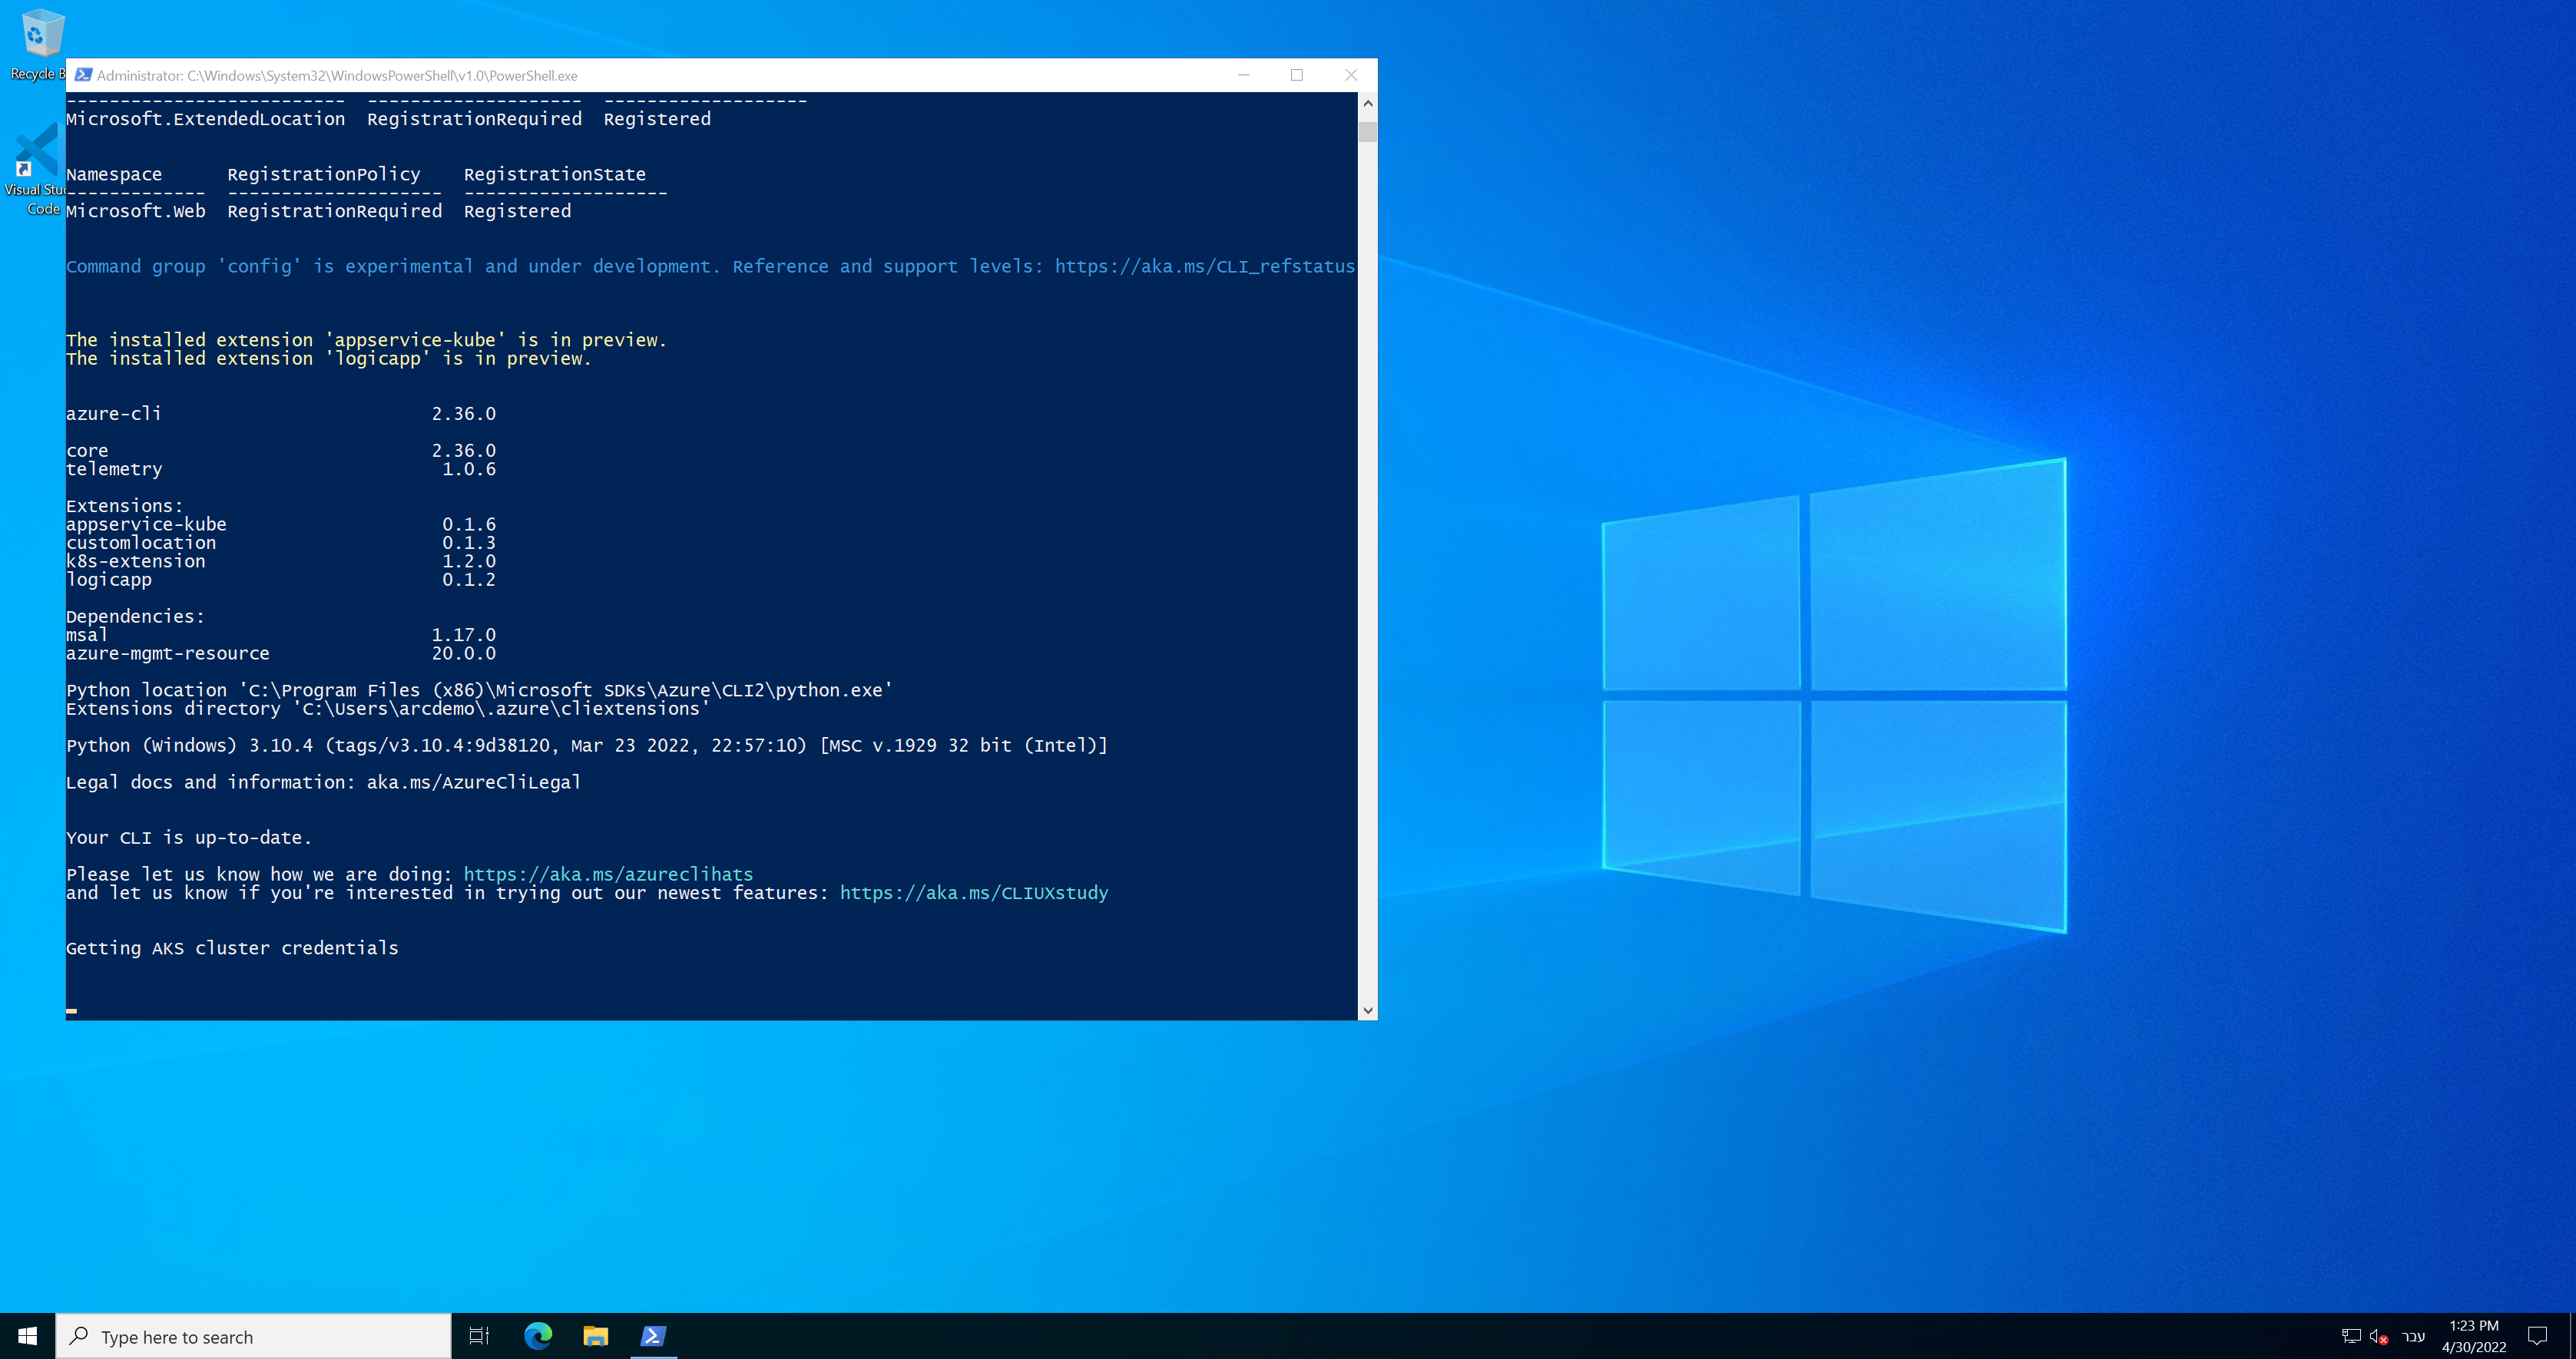 Recycle B
Visual Stu
Code
Administrator: C:\Windows\System32\WindowsPowerShell\v1.0\PowerShell.exe
--------------------------  --------------------  -------------------
Microsoft.ExtendedLocation  RegistrationRequired  Registered
Namespace      RegistrationPolicy    RegistrationState
-------------  --------------------  -------------------
Microsoft.Web  RegistrationRequired  Registered
Command group 'config' is experimental and under development. Reference and support levels: https://aka.ms/CLI_refstatus
The installed extension 'appservice-kube' is in preview.
The installed extension 'logicapp' is in preview.
azure-cli                         2.36.0
core                              2.36.0
telemetry                          1.0.6
Extensions:
appservice-kube                    0.1.6
customlocation                     0.1.3
k8s-extension                      1.2.0
logicapp                           0.1.2
Dependencies:
msal                              1.17.0
azure-mgmt-resource               20.0.0
Python location 'C:\Program Files (x86)\Microsoft SDKs\Azure\CLI2\python.exe'
Extensions directory 'C:\Users\arcdemo\.azure\cliextensions'
Python (Windows) 3.10.4 (tags/v3.10.4:9d38120, Mar 23 2022, 22:57:10) [MSC v.1929 32 bit (Intel)]
Legal docs and information: aka.ms/AzureCliLegal
Your CLI is up-to-date.
Please let us know how we are doing: https://aka.ms/azureclihats
and let us know if you're interested in trying out our newest features: https://aka.ms/CLIUXstudy
Getting AKS cluster credentials
Type here to search
עבר
1:23 PM
4/30/2022